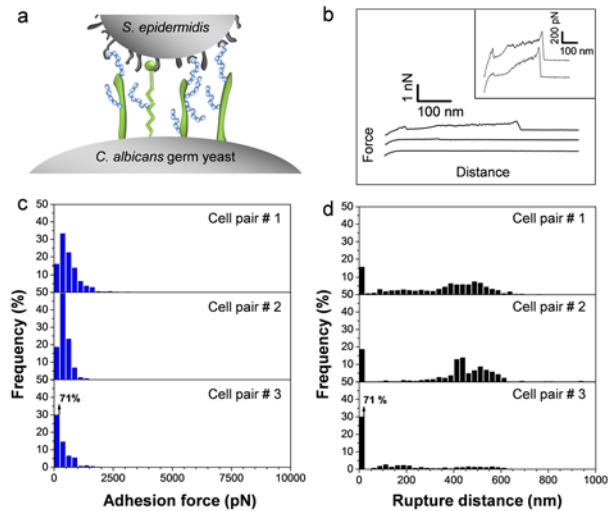 a
S. epidermidis
C. albicans germ yeast
b
200 pN
100 nm
1 nN
100 nm
Force
Distance
c
Cell pair # 1
50
40
30
20
10
Cell pair # 2
50
40
30
20
10
Cell pair # 3
50
40
30
20
10
0
71%
Frequency (%)
0 2500 5000 7500 10000
Adhesion force (pN)
d
Cell pair # 1
50
40
30
20
10
Cell pair # 2
50
40
30
20
10
Cell pair # 3
50
40
30
20
10
0
71 %
Frequency (%)
0 200 400 600 800 1000
Rupture distance (nm)